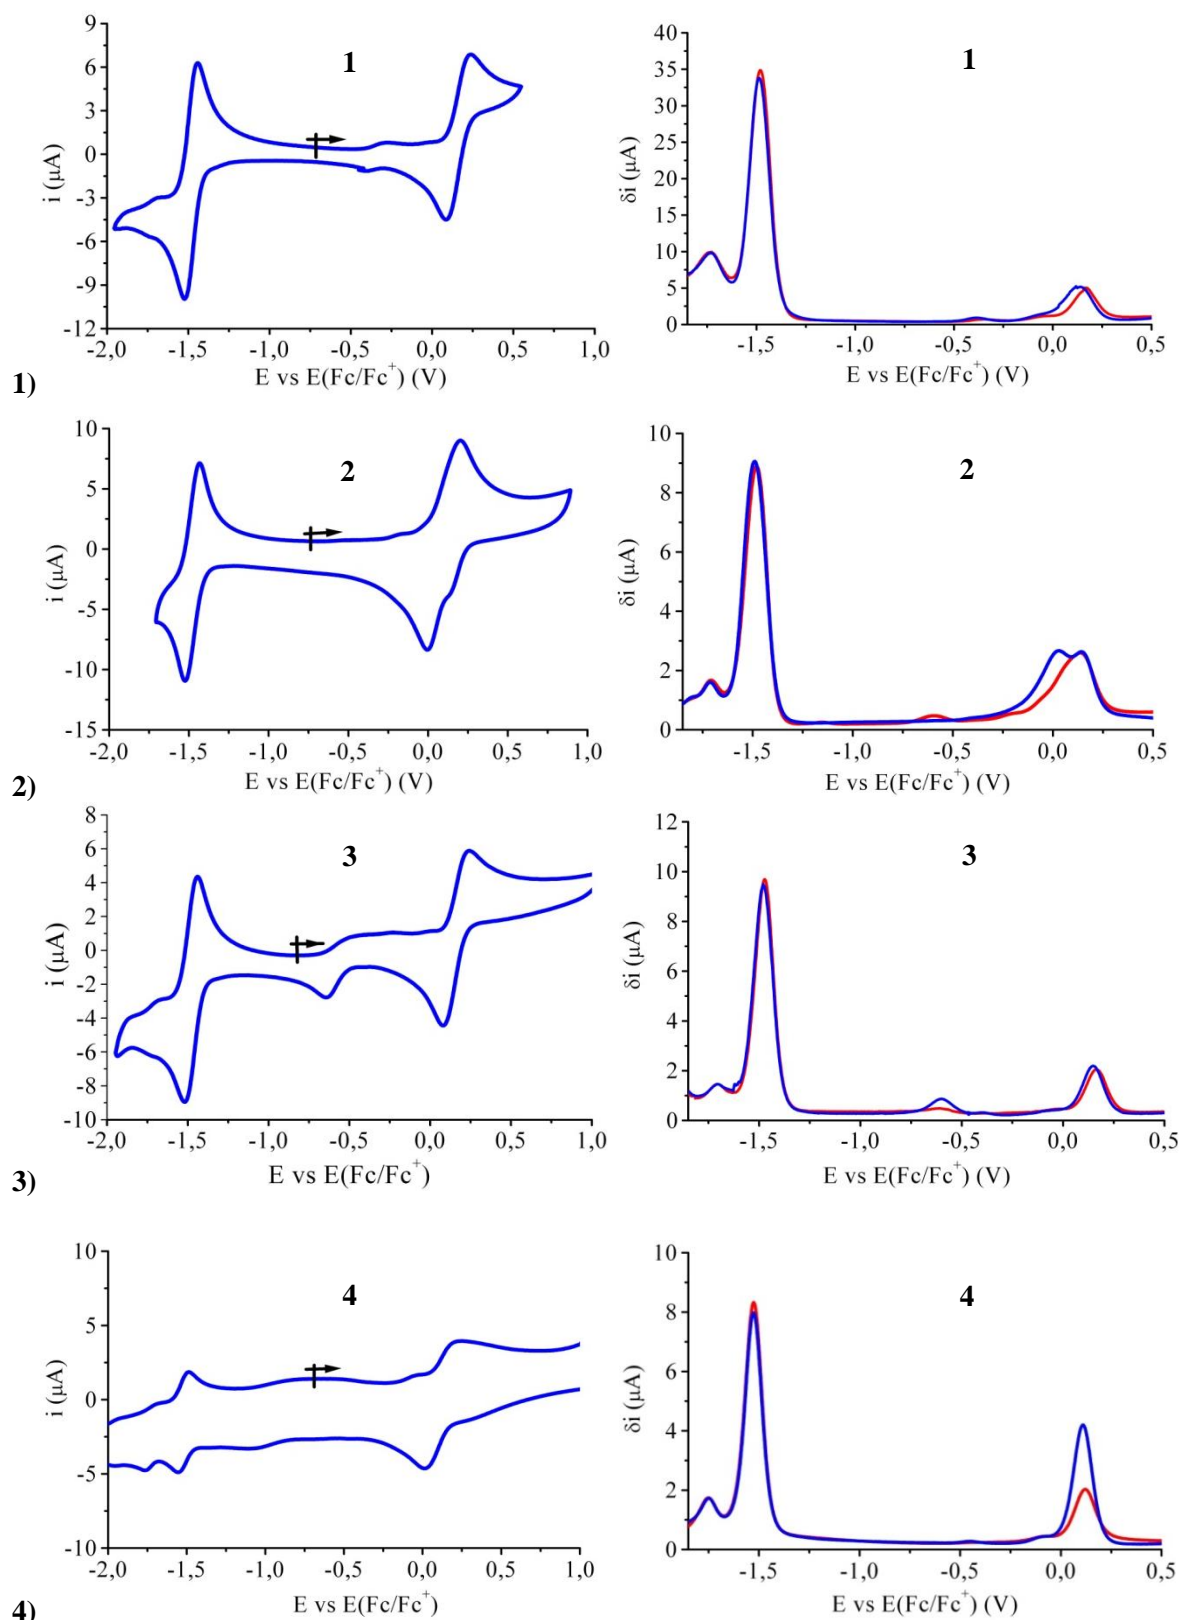 9
6
3
0
-3
-6
-9
-12
i (μA)
1
-2,0 -1,5 -1,0 -0,5 0,0 0,5 1,0
E vs E(Fc/Fc⁺) (V)
40
35
30
25
20
15
10
5
0
δi (μA)
1
-1,5 -1,0 -0,5 0,0 0,5
E vs E(Fc/Fc⁺) (V)
1)
10
5
0
-5
-10
-15
i (μA)
2
-2,0 -1,5 -1,0 -0,5 0,0 0,5 1,0
E vs E(Fc/Fc⁺) (V)
10
8
6
4
2
0
δi (μA)
2
-1,5 -1,0 -0,5 0,0 0,5
E vs E(Fc/Fc⁺) (V)
2)
8
6
4
2
0
-2
-4
-6
-8
-10
i (μA)
3
-2,0 -1,5 -1,0 -0,5 0,0 0,5 1,0
E vs E(Fc/Fc⁺)
12
10
8
6
4
2
0
δi (μA)
3
-1,5 -1,0 -0,5 0,0 0,5
E vs E(Fc/Fc⁺) (V)
3)
10
5
0
-5
-10
i (μA)
4
-2,0 -1,5 -1,0 -0,5 0,0 0,5 1,0
E vs E(Fc/Fc⁺)
10
8
6
4
2
0
δi (μA)
4
-1,5 -1,0 -0,5 0,0 0,5
E vs E(Fc/Fc⁺) (V)
4)